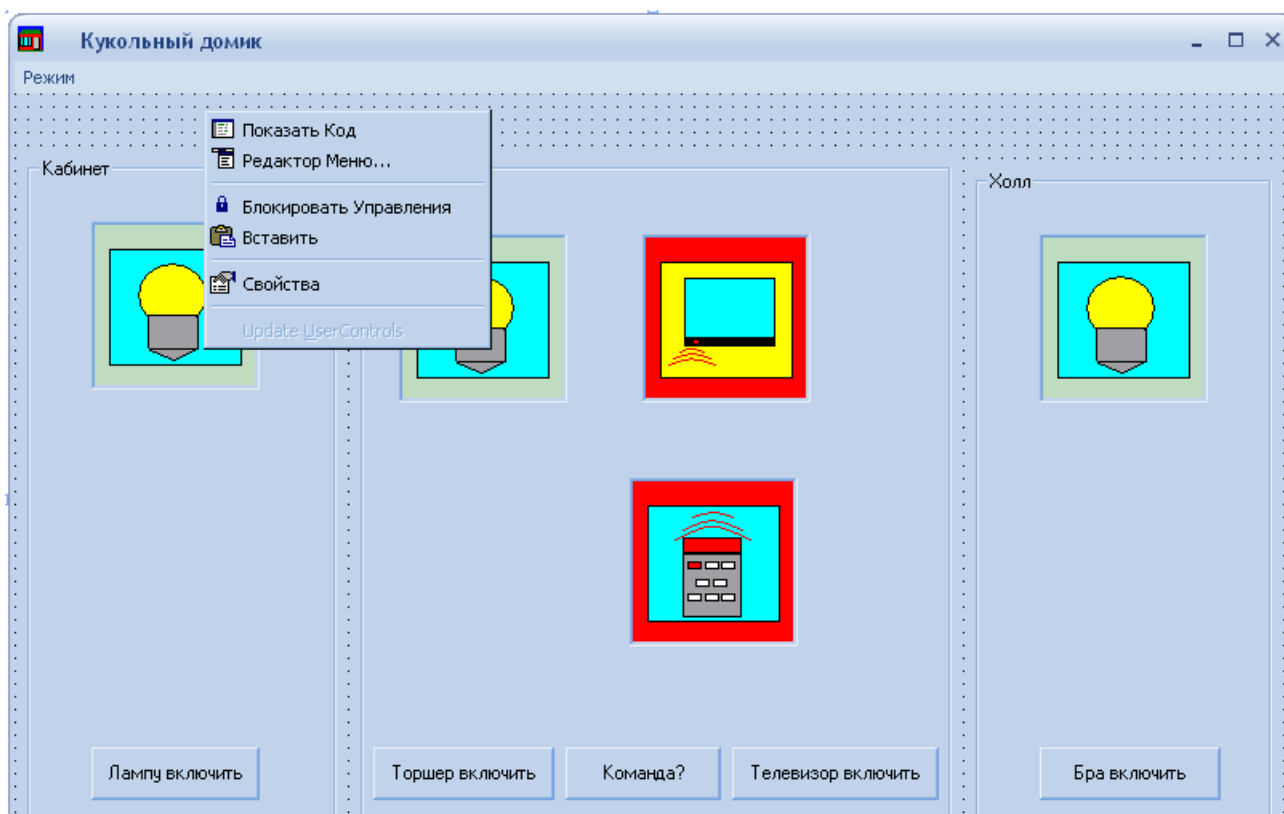 Кукольный домик
Режим
Показать Код
Редактор Меню...
Кабинет
Блокировать Управления
Вставить
Свойства
Update UserControls
Холл
Лампу включить
Торшер включить
Команда?
Телевизор включить
Бра включить